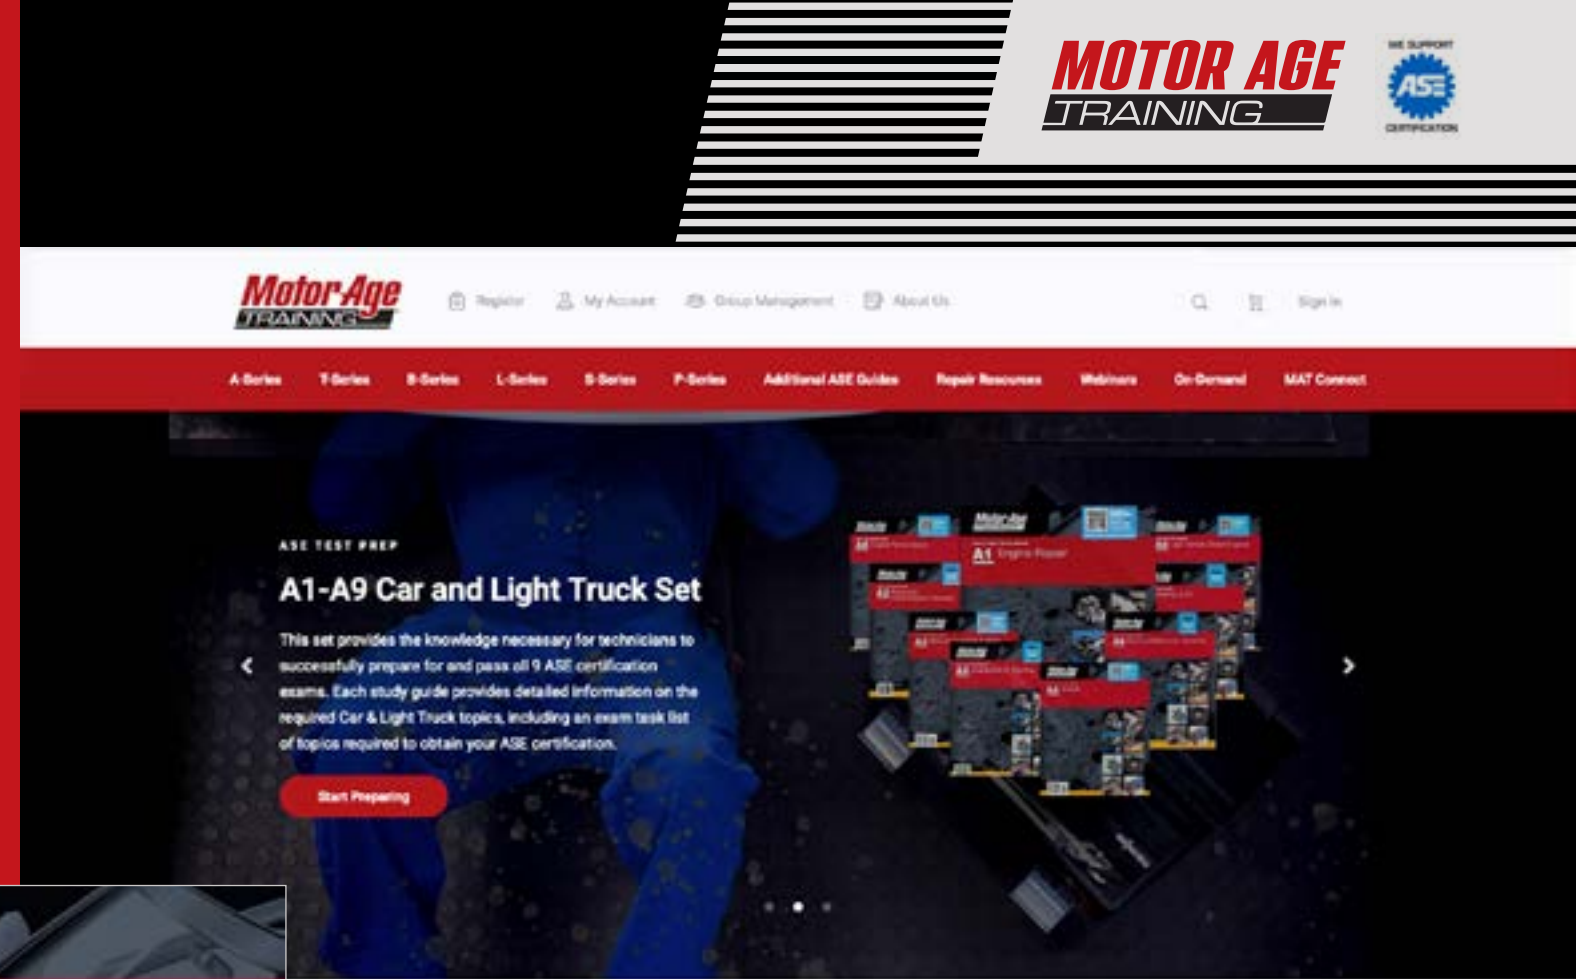 MOTOR AGE
TRAINING
WE SUPPORT
ASE
CERTIFICATION
Motor Age
TRAINING
Register
My Account
Group Management
About Us
Sign In
A-Series
T-Series
B-Series
L-Series
S-Series
P-Series
Additional ASE Guides
Repair Resources
Webinars
On-Demand
MAT Connect
ASE TEST PREP
A1-A9 Car and Light Truck Set
This set provides the knowledge necessary for technicians to
successfully prepare for and pass all 9 ASE certification
exams. Each study guide provides detailed information on the
required Car & Light Truck topics, including an exam task list
of topics required to obtain your ASE certification.
Start Preparing
Motor Age
A1 Engine Repair